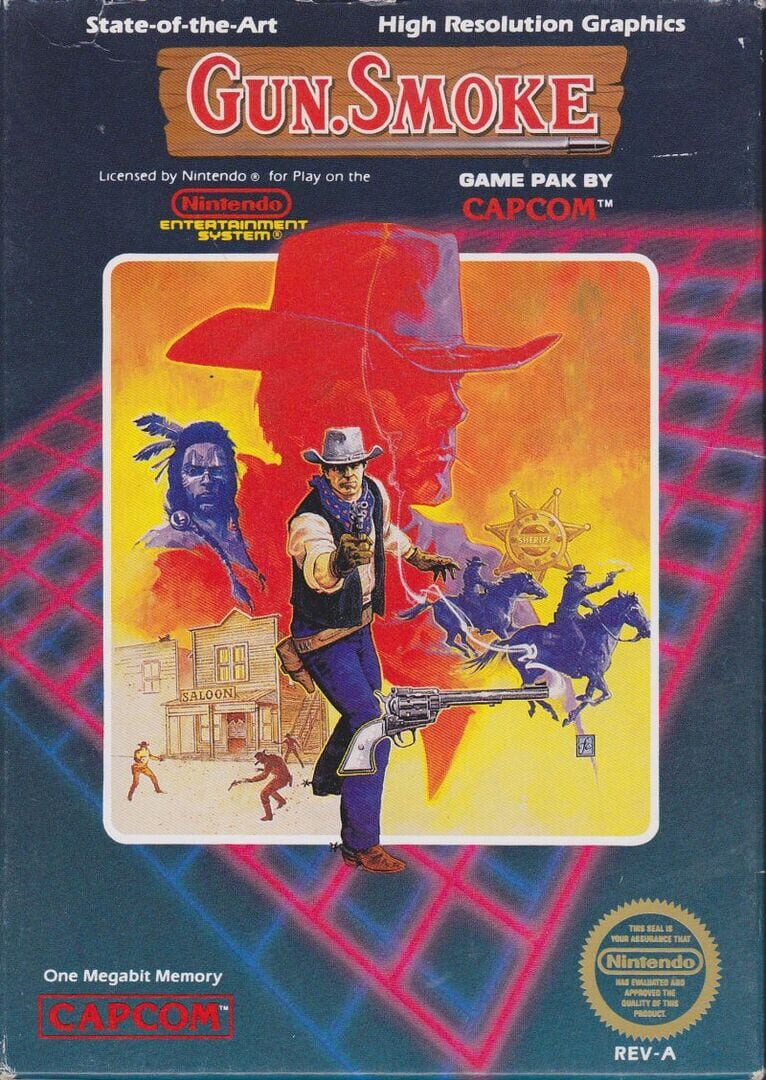 State-of-the-Art
High Resolution Graphics
GUN.SMOKE
Licensed by Nintendo ® for Play on the
Nintendo
ENTERTAINMENT
SYSTEM®
GAME PAK BY
CAPCOM™
SHERIFF
SALOON
One Megabit Memory
CAPCOM™
THIS SEAL IS
YOUR ASSURANCE THAT
Nintendo
HAS EVALUATED AND
APPROVED THE
QUALITY OF THIS
PRODUCT.
REV-A